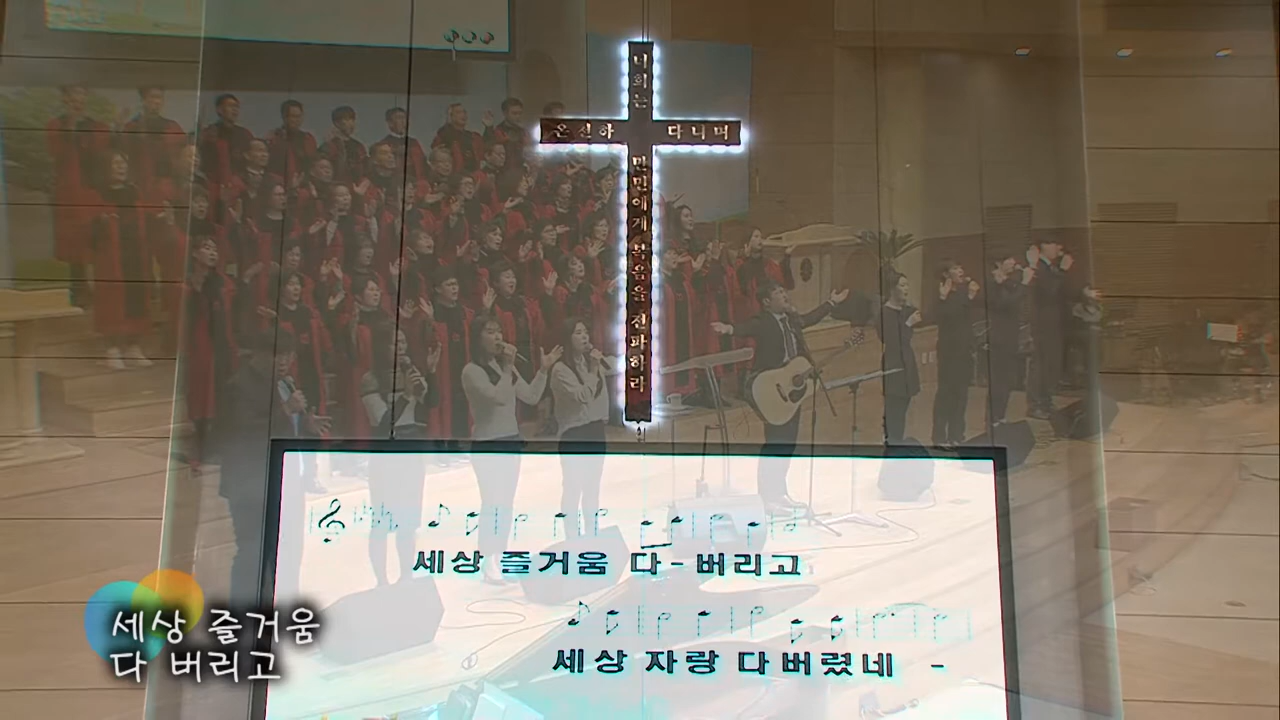 너희는
온천하 다니며
만민에게 복음을 전파하라
세상 즐거움 다-버리고
세상 자랑 다버렸네 -
세상 즐거움
다 버리고